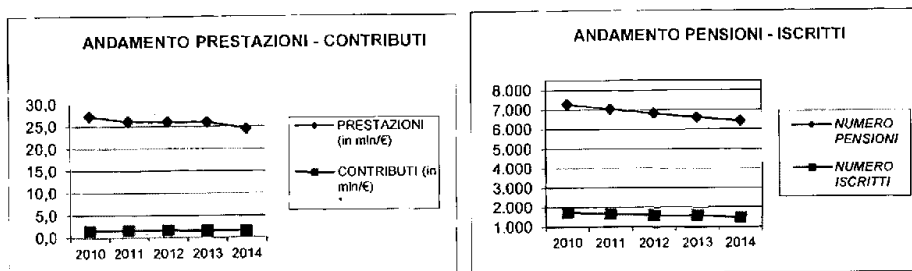 ANDAMENTO PRESTAZIONI - CONTRIBUTI
30,0
25,0
20,0
15,0
10,0
5,0
0,0
2010 2011 2012 2013 2014
PRESTAZIONI
(in mln/€)
CONTRIBUTI (in
mln/€)
ANDAMENTO PENSIONI - ISCRITTI
8.000
7.000
6.000
5.000
4.000
3.000
2.000
1.000
2010 2011 2012 2013 2014
NUMERO
PENSIONI
NUMERO
ISCRITTI